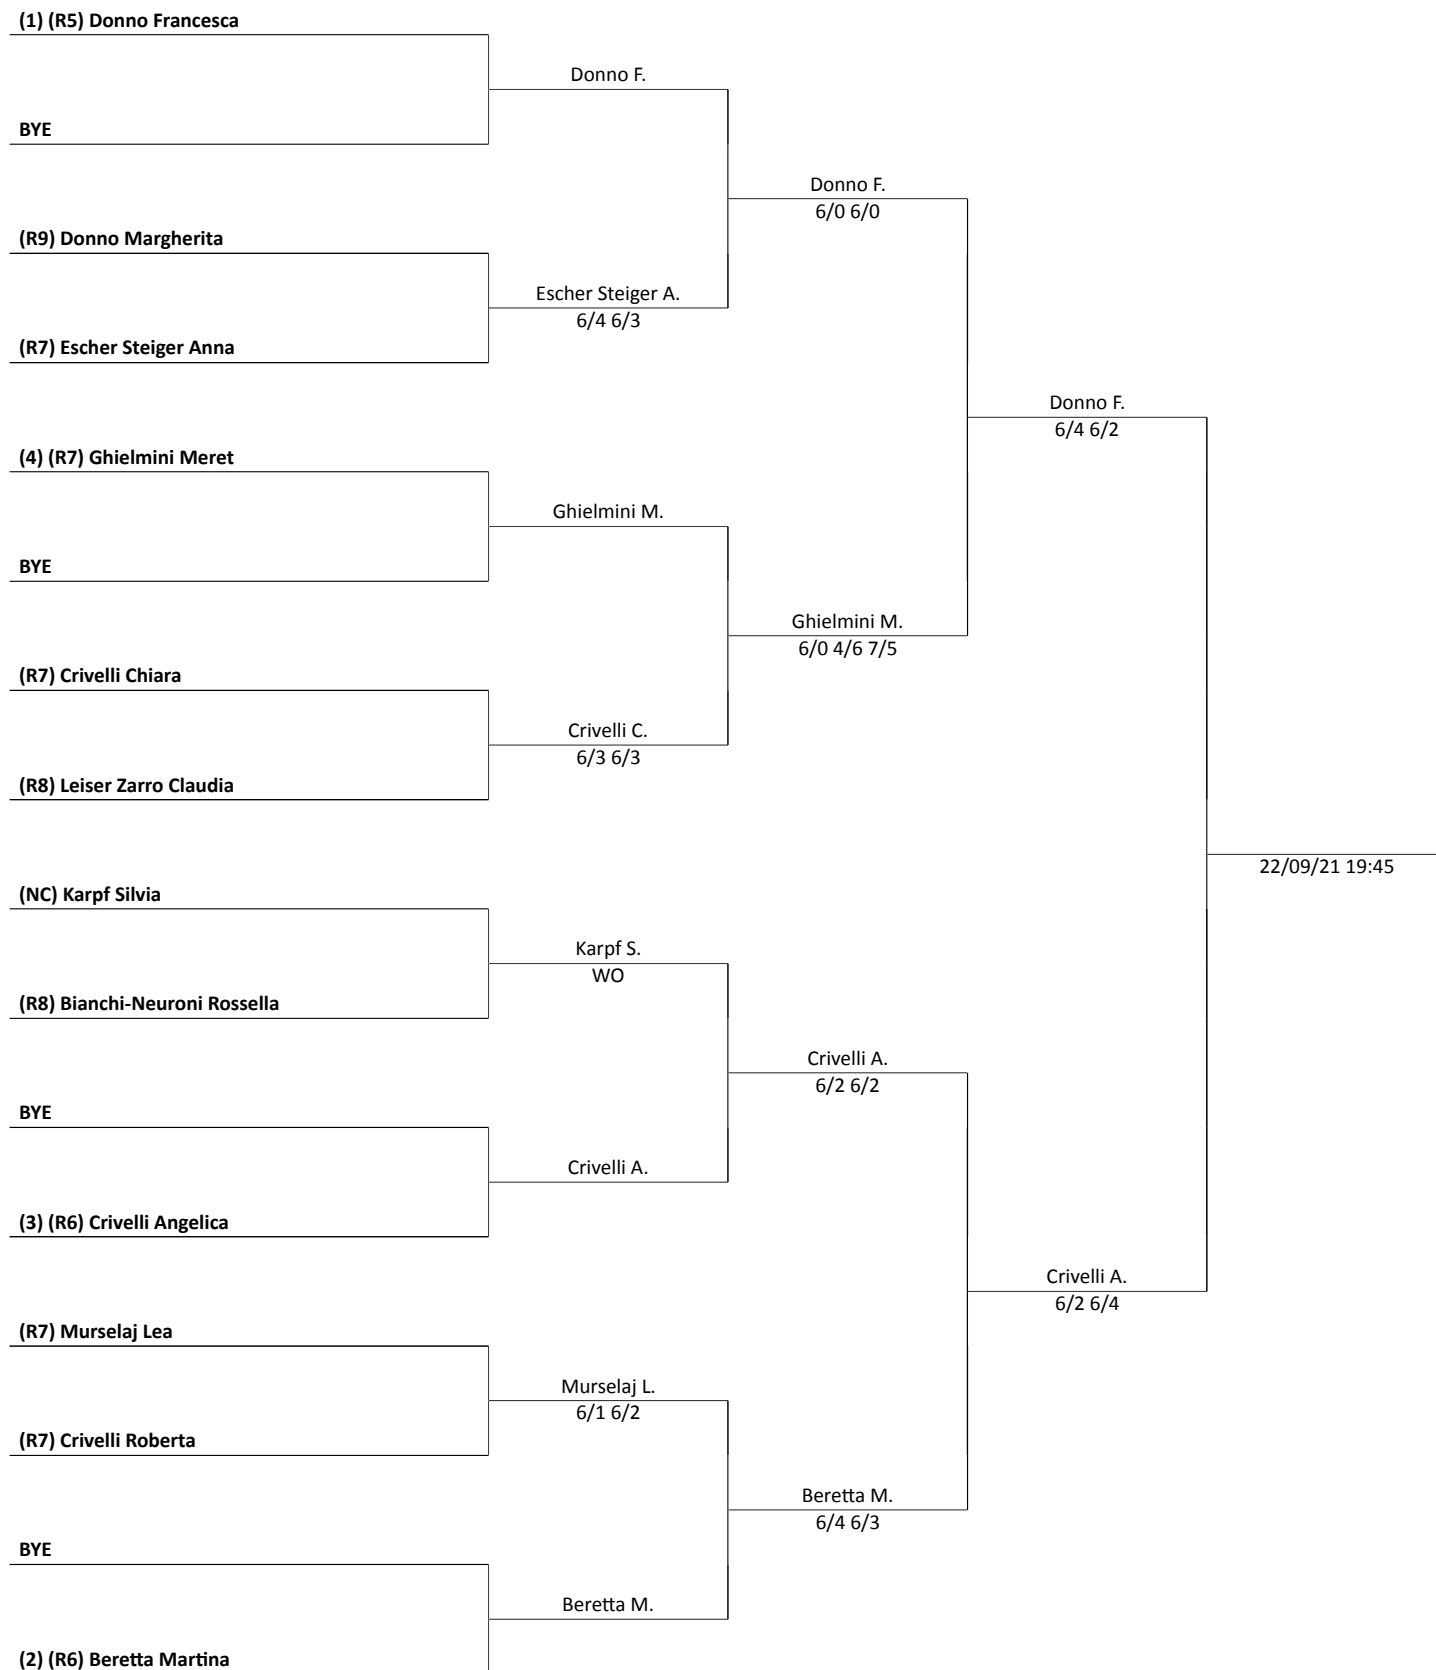 (1) (R5) Donno Francesca
Donno F.
BYE
Donno F.
6/0 6/0
(R9) Donno Margherita
Escher Steiger A.
6/4 6/3
(R7) Escher Steiger Anna
Donno F.
6/4 6/2
(4) (R7) Ghielmini Meret
Ghielmini M.
BYE
Ghielmini M.
6/0 4/6 7/5
(R7) Crivelli Chiara
Crivelli C.
6/3 6/3
(R8) Leiser Zarro Claudia
22/09/21 19:45
(NC) Karpf Silvia
Karpf S.
WO
(R8) Bianchi-Neuroni Rossella
Crivelli A.
6/2 6/2
BYE
Crivelli A.
(3) (R6) Crivelli Angelica
Crivelli A.
6/2 6/4
(R7) Murselaj Lea
Murselaj L.
6/1 6/2
(R7) Crivelli Roberta
Beretta M.
6/4 6/3
BYE
Beretta M.
(2) (R6) Beretta Martina